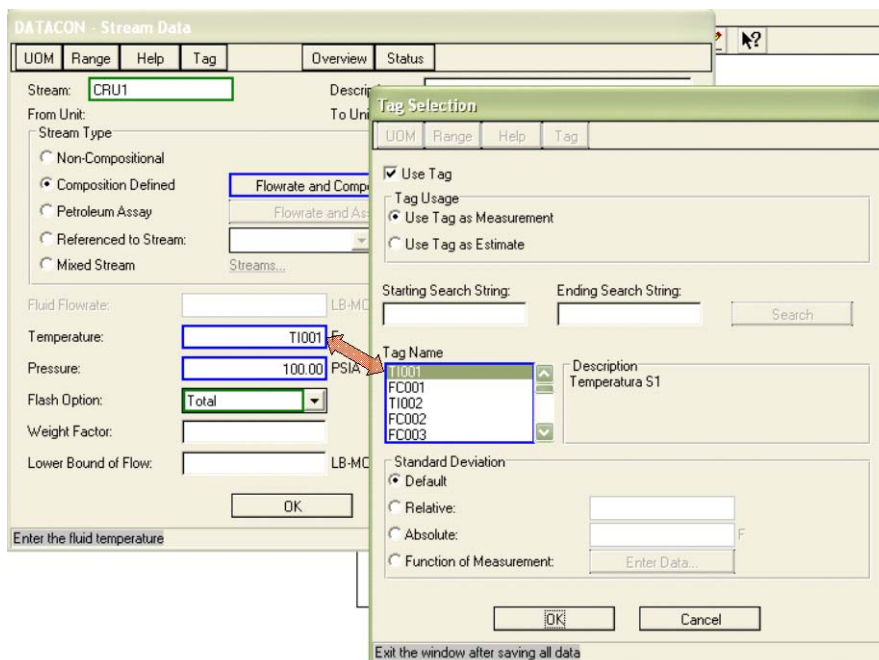 DATACON - Stream Data
UOM Range Help Tag Overview Status
Stream: CRU1
From Unit: To Uni
Stream Type
Non-Compositional
Composition Defined Flowrate and Compo
Petroleum Assay Flowrate and Ass
Referenced to Stream:
Mixed Stream Streams...
Fluid Flowrate: LB-MO
Temperature: TI001 F
Pressure: 100.00 PSIA
Flash Option: Total
Weight Factor:
Lower Bound of Flow: LB-MO
OK
Enter the fluid temperature
Tag Selection
UOM Range Help Tag
Use Tag
Tag Usage
Use Tag as Measurement
Use Tag as Estimate
Starting Search String: Ending Search String:
Search
Tag Name
TI001
FC001
TI002
FC002
FC003
Description
Temperatura S1
Standard Deviation
Default
Relative:
Absolute: F
Function of Measurement: Enter Data...
OK Cancel
Exit the window after saving all data